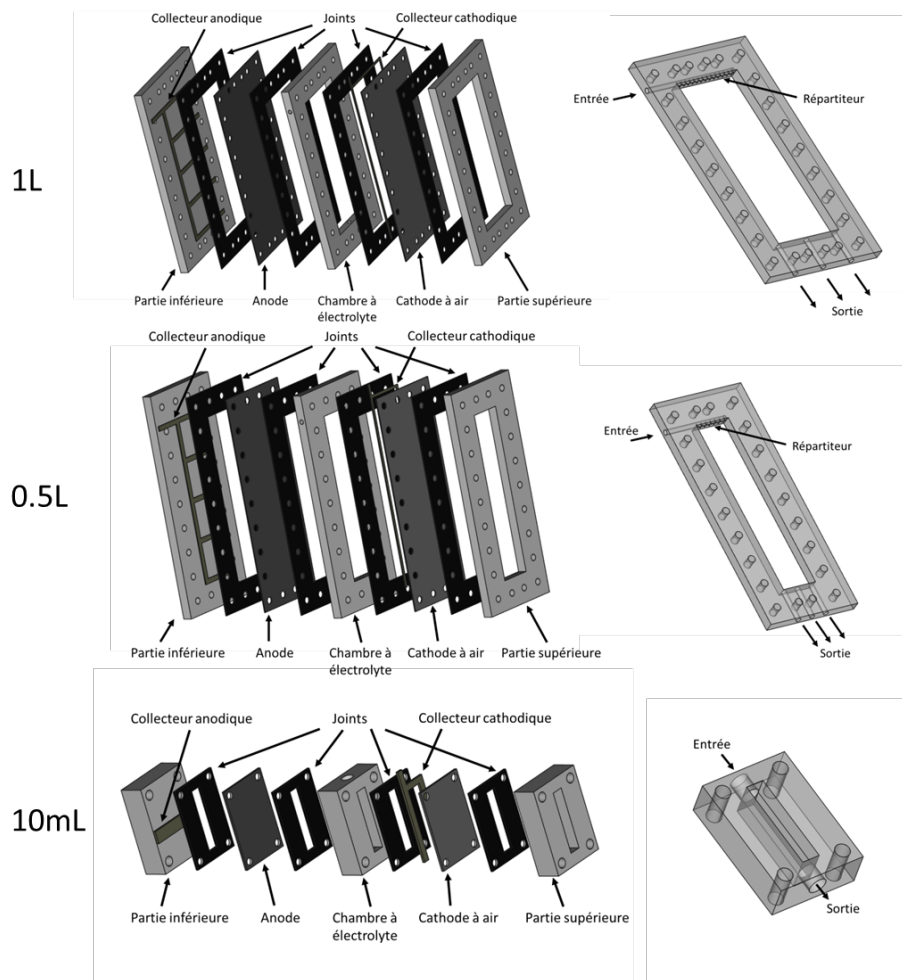 Collecteur anodique
Joints
Collecteur cathodique
Entrée
Répartiteur
1L
Partie inférieure
Anode
Chambre à
électrolyte
Cathode à air
Partie supérieure
Sortie
Collecteur anodique
Joints
Collecteur cathodique
Entrée
Répartiteur
0.5L
Partie inférieure
Anode
Chambre à
électrolyte
Cathode à air
Partie supérieure
Sortie
Collecteur anodique
Joints
Collecteur cathodique
Entrée
10mL
Partie inférieure
Anode
Chambre à
électrolyte
Cathode à air
Partie supérieure
Sortie